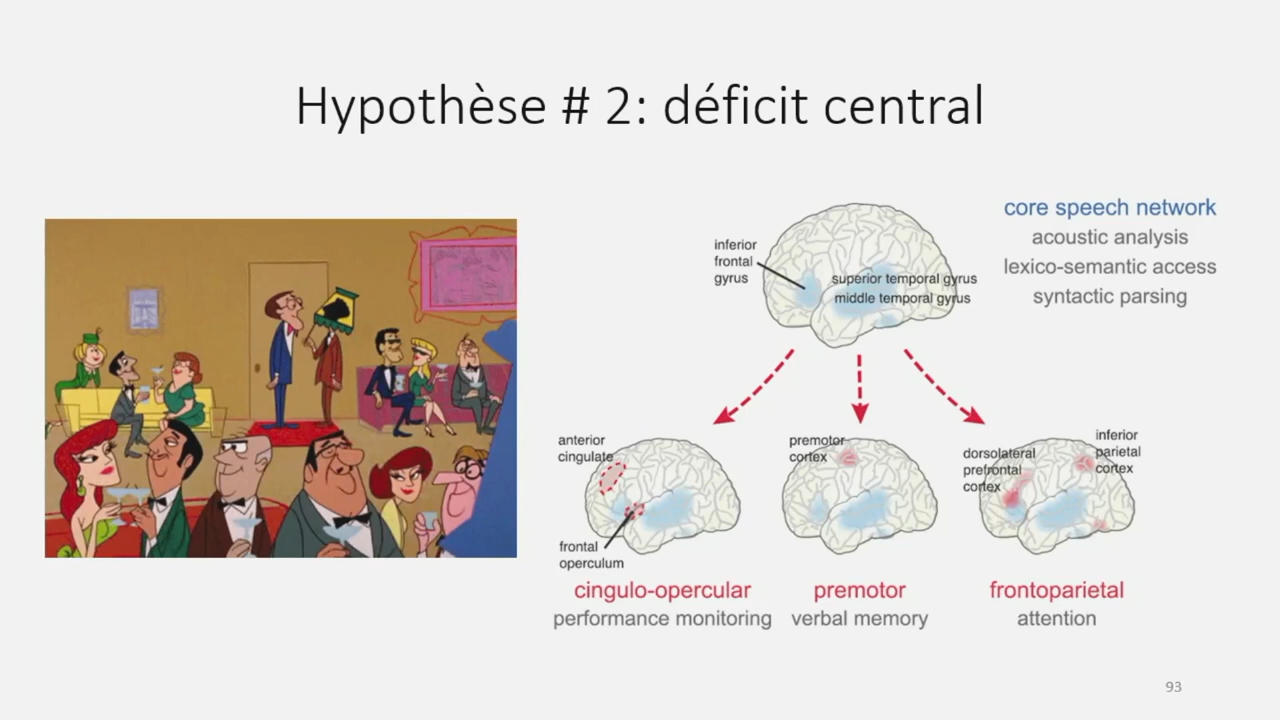 Hypothèse # 2: déficit central
core speech network
acoustic analysis
lexico-semantic access
syntactic parsing
inferior
frontal
gyrus
superior temporal gyrus
middle temporal gyrus
anterior
cingulate
frontal
operculum
cingulo-opercular
performance monitoring
premotor
cortex
premotor
verbal memory
dorsolateral
prefrontal
cortex
inferior
parietal
cortex
frontoparietal
attention
93